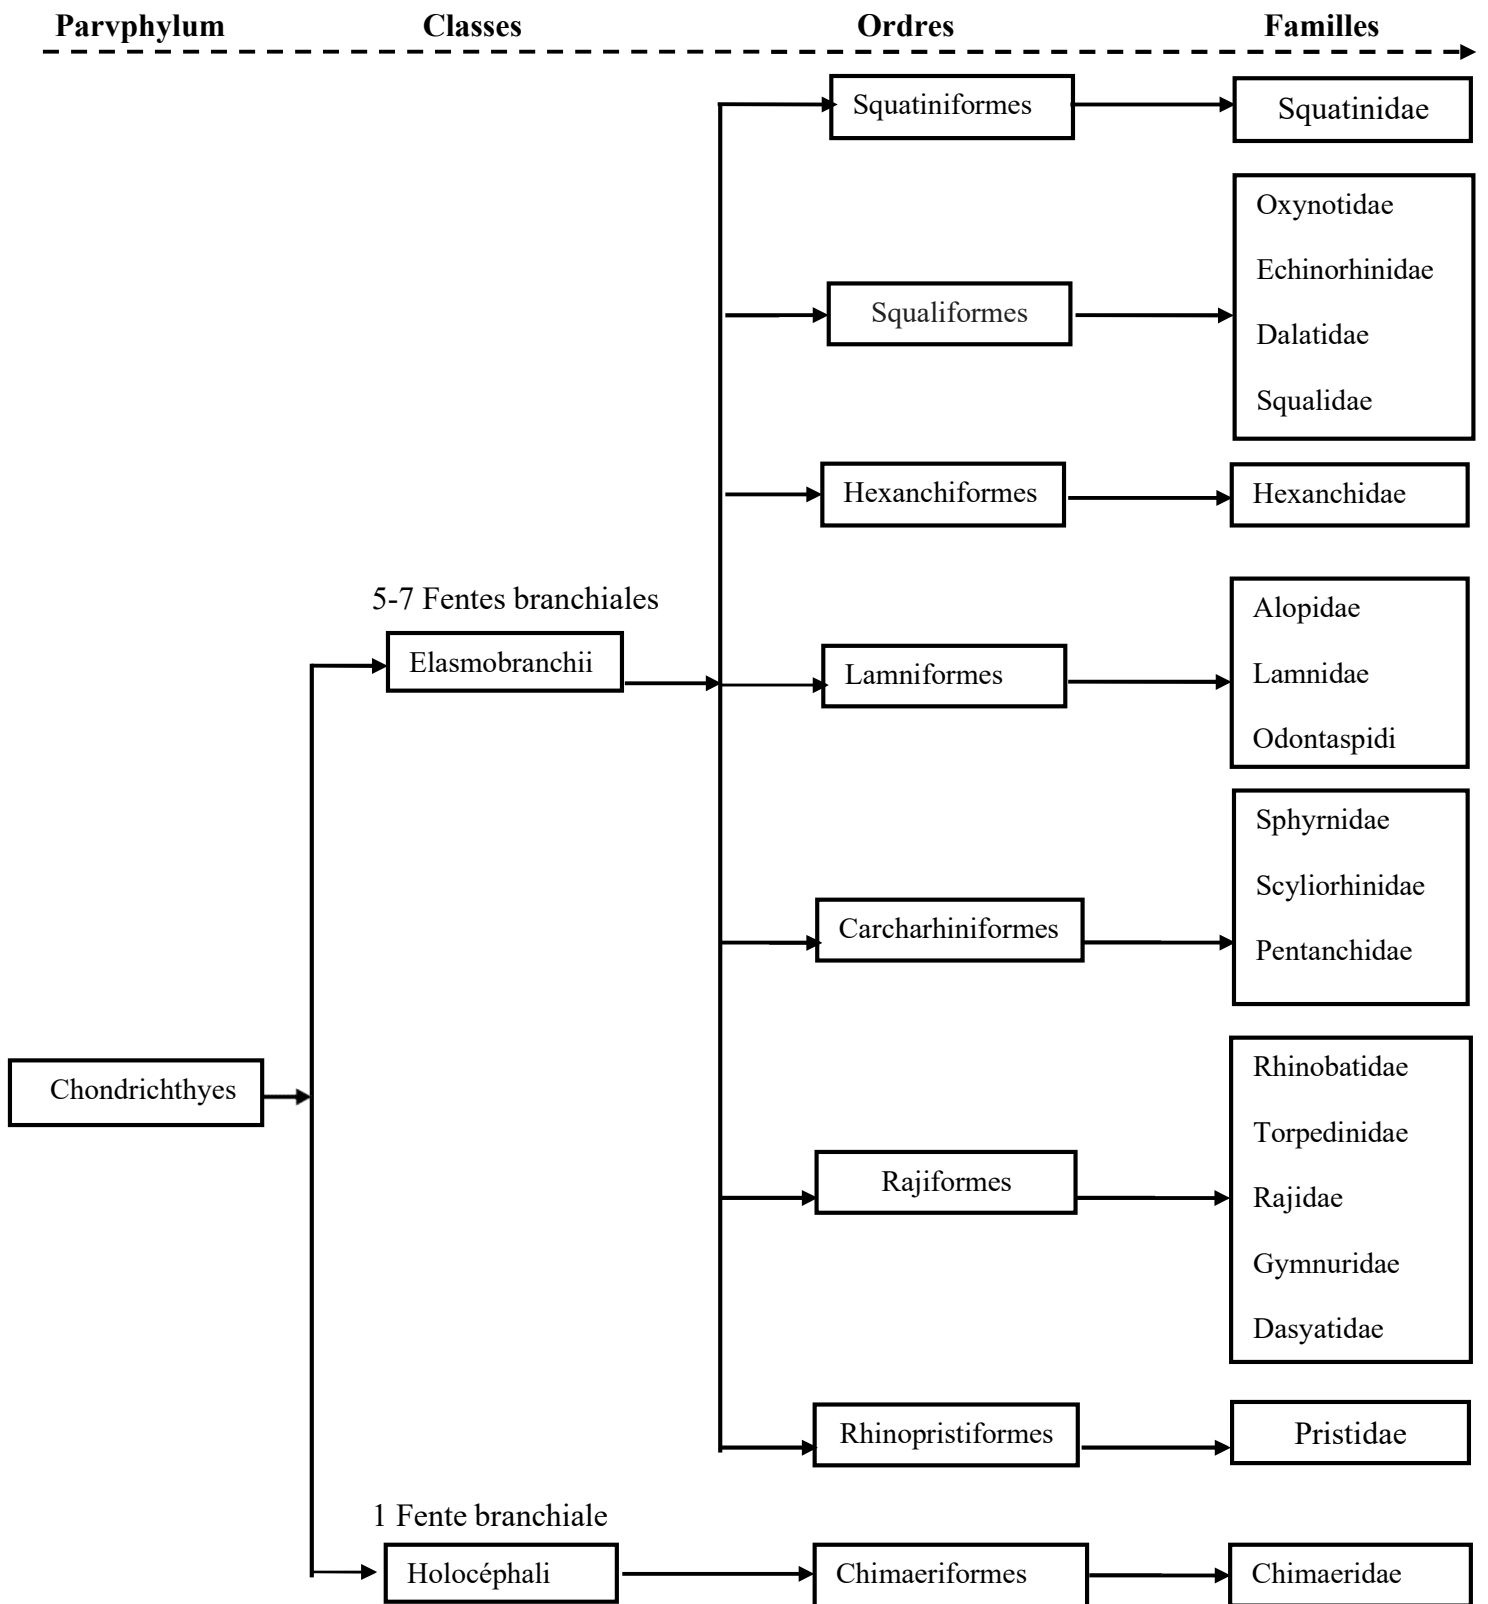 Parvphylum Classes Ordres Familles
Squatiniformes
Squatinidae
Squaliformes
Oxynotidae
Echinorhinidae
Dalatidae
Squalidae
Hexanchiformes
Hexanchidae
5-7 Fentes branchiales
Elasmobranchii
Lamniformes
Alopidae
Lamnidae
Odontaspidi
Carcharhiniformes
Sphyrnidae
Scyliorhinidae
Pentanchidae
Chondrichthyes
Rajiformes
Rhinobatidae
Torpedinidae
Rajidae
Gymnuridae
Dasyatidae
Rhinopristiformes
Pristidae
1 Fente branchiale
Holocéphali
Chimaeriformes
Chimaeridae